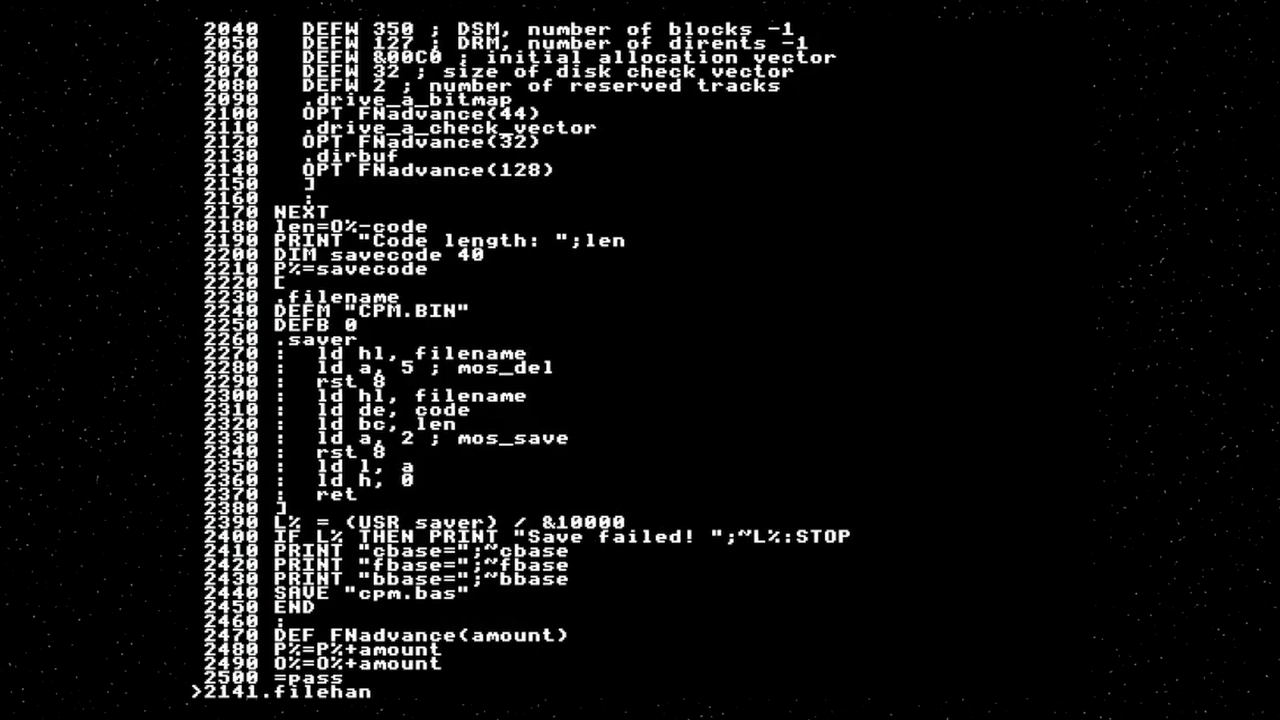 2040   DEFW 350 ; DSM, number of blocks -1
2050   DEFW 127 ; DRM, number of dirents -1
2060   DEFW &00C0 ; initial allocation vector
2070   DEFW 32 ; size of disk check vector
2080   DEFW 2 ; number of reserved tracks
2090   .drive_a_bitmap
2100   OPT FNadvance(44)
2110   .drive_a_check_vector
2120   OPT FNadvance(32)
2130   .dirbuf
2140   OPT FNadvance(128)
2150   ]
2160   :
2170 NEXT
2180 len=O%-code
2190 PRINT "Code length: ";len
2200 DIM savecode 40
2210 P%=savecode
2220 [
2230 .filename
2240 DEFM "CPM.BIN"
2250 DEFB 0
2260 .saver
2270 :  ld hl, filename
2280 :  ld a, 5 ; mos_del
2290 :  rst 8
2300 :  ld hl, filename
2310 :  ld de, code
2320 :  ld bc, len
2330 :  ld a, 2 ; mos_save
2340 :  rst 8
2350 :  ld l, a
2360 :  ld h, 0
2370 :  ret
2380 ]
2390 L% = (USR saver) / &10000
2400 IF L% THEN PRINT "Save failed! ";~L%:STOP
2410 PRINT "cbase=";~cbase
2420 PRINT "fbase=";~fbase
2430 PRINT "bbase=";~bbase
2440 SAVE "cpm.bas"
2450 END
2460 :
2470 DEF FNadvance(amount)
2480 P%=P%+amount
2490 O%=O%+amount
2500 =pass
>2141.filehan